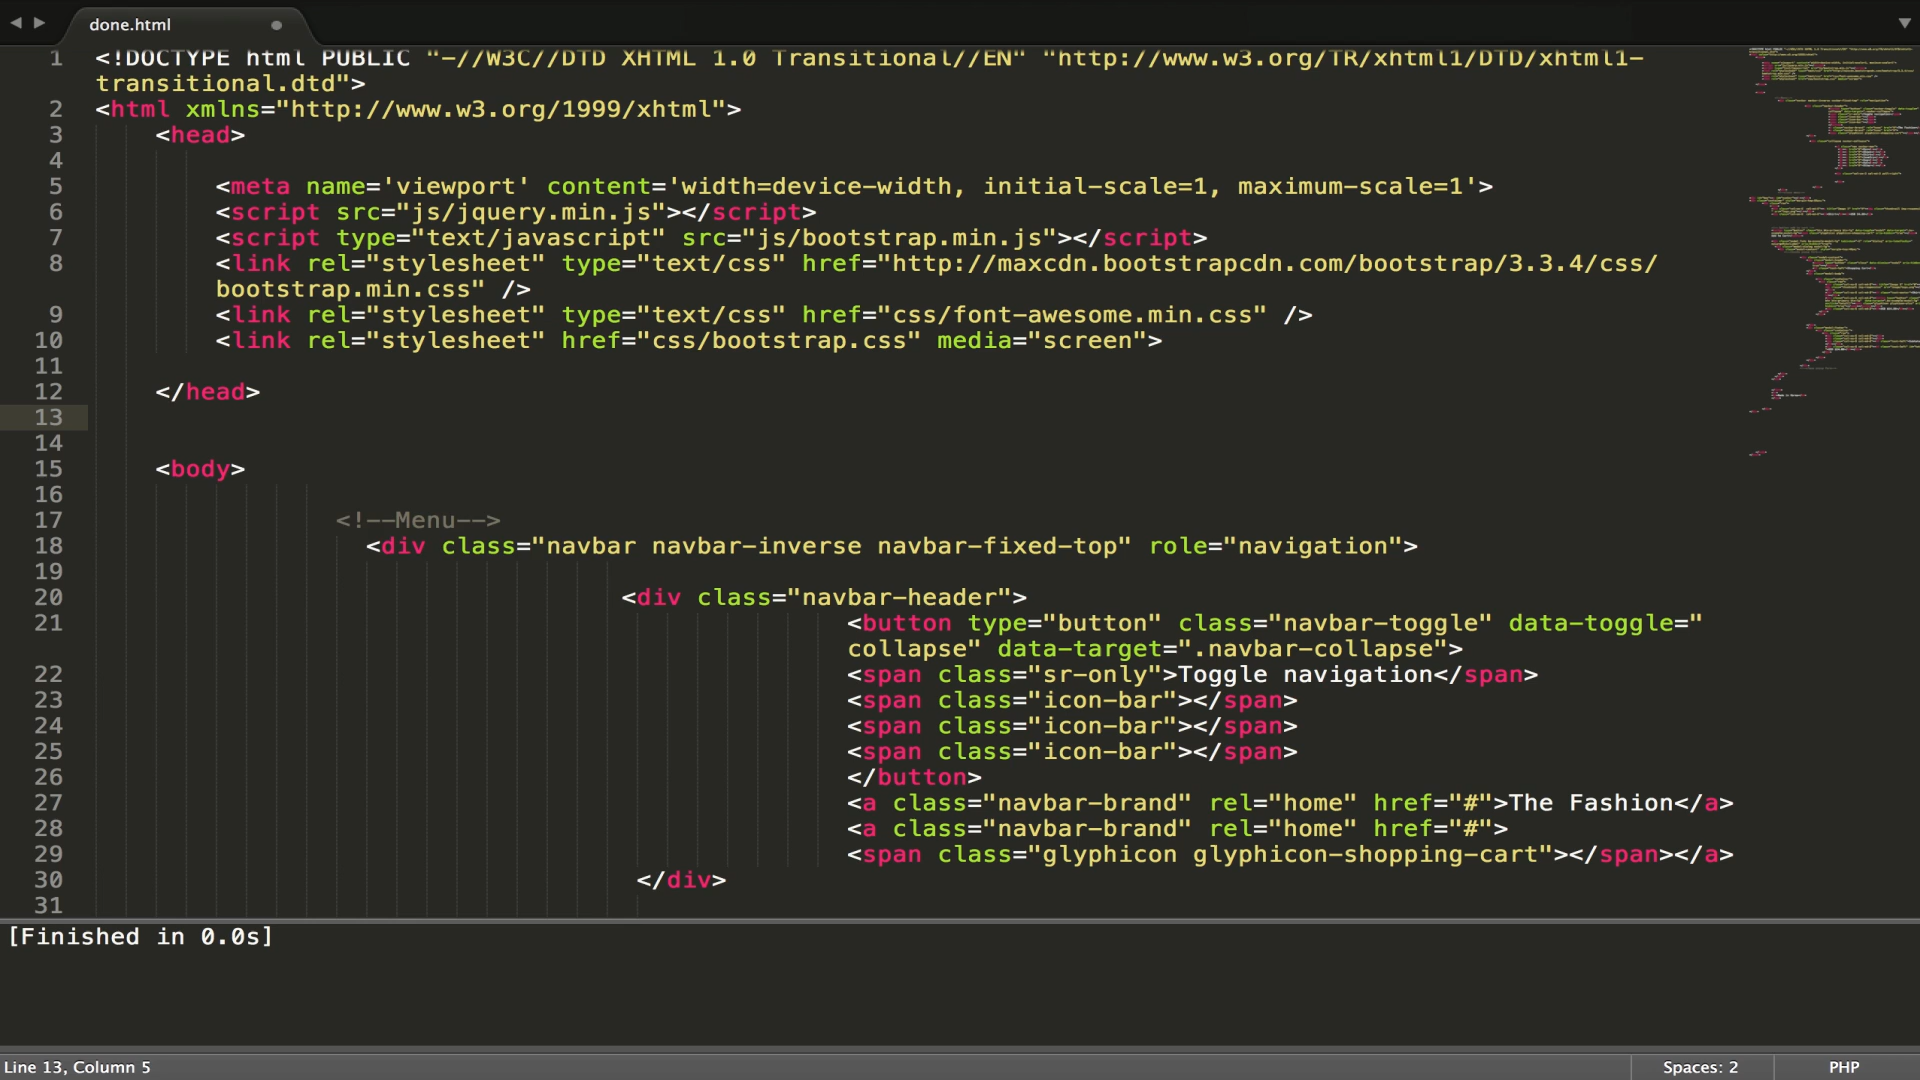 done.html
1 <!DOCTYPE html PUBLIC "-//W3C//DTD XHTML 1.0 Transitional//EN" "http://www.w3.org/TR/xhtml1/DTD/xhtml1-
transitional.dtd">
2 <html xmlns="http://www.w3.org/1999/xhtml">
3 <head>
4
5 <meta name='viewport' content='width=device-width, initial-scale=1, maximum-scale=1'>
6 <script src="js/jquery.min.js"></script>
7 <script type="text/javascript" src="js/bootstrap.min.js"></script>
8 <link rel="stylesheet" type="text/css" href="http://maxcdn.bootstrapcdn.com/bootstrap/3.3.4/css/
bootstrap.min.css" />
9 <link rel="stylesheet" type="text/css" href="css/font-awesome.min.css" />
10 <link rel="stylesheet" href="css/bootstrap.css" media="screen">
11
12 </head>
13
14
15 <body>
16
17 <!--Menu-->
18 <div class="navbar navbar-inverse navbar-fixed-top" role="navigation">
19
20 <div class="navbar-header">
21 <button type="button" class="navbar-toggle" data-toggle="
collapse" data-target=".navbar-collapse">
22 <span class="sr-only">Toggle navigation</span>
23 <span class="icon-bar"></span>
24 <span class="icon-bar"></span>
25 <span class="icon-bar"></span>
26 </button>
27 <a class="navbar-brand" rel="home" href="#">The Fashion</a>
28 <a class="navbar-brand" rel="home" href="#">
29 <span class="glyphicon glyphicon-shopping-cart"></span></a>
30 </div>
31
[Finished in 0.0s]
Line 13, Column 5
Spaces: 2
PHP